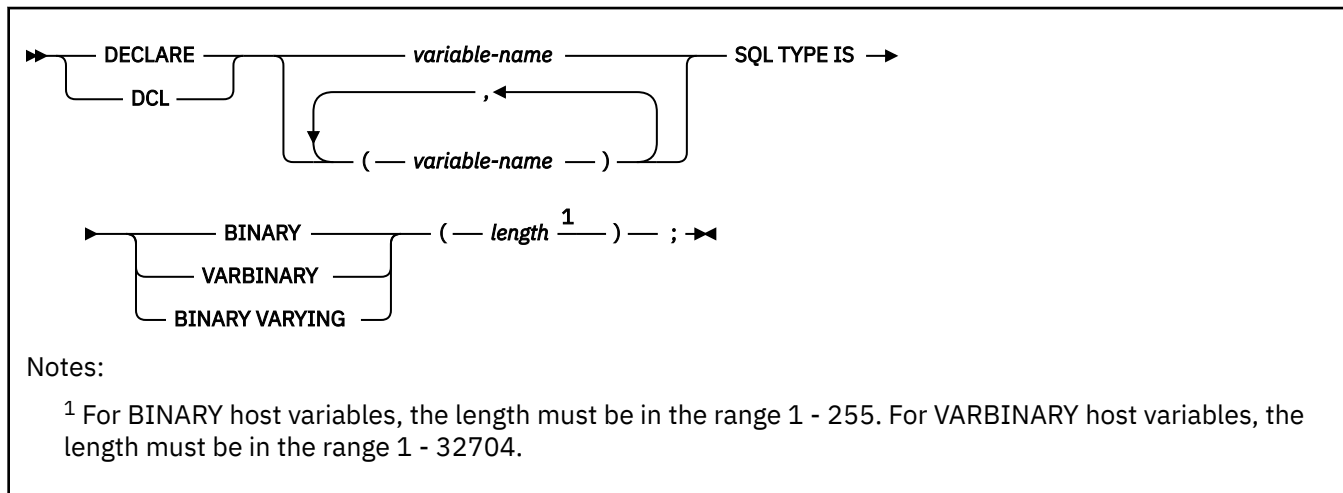 DECLARE variable-name SQL TYPE IS
DCL
,
( variable-name )
BINARY ( length 1 ) ;
VARBINARY
BINARY VARYING
Notes:
1 For BINARY host variables, the length must be in the range 1 - 255. For VARBINARY host variables, the
length must be in the range 1 - 32704.